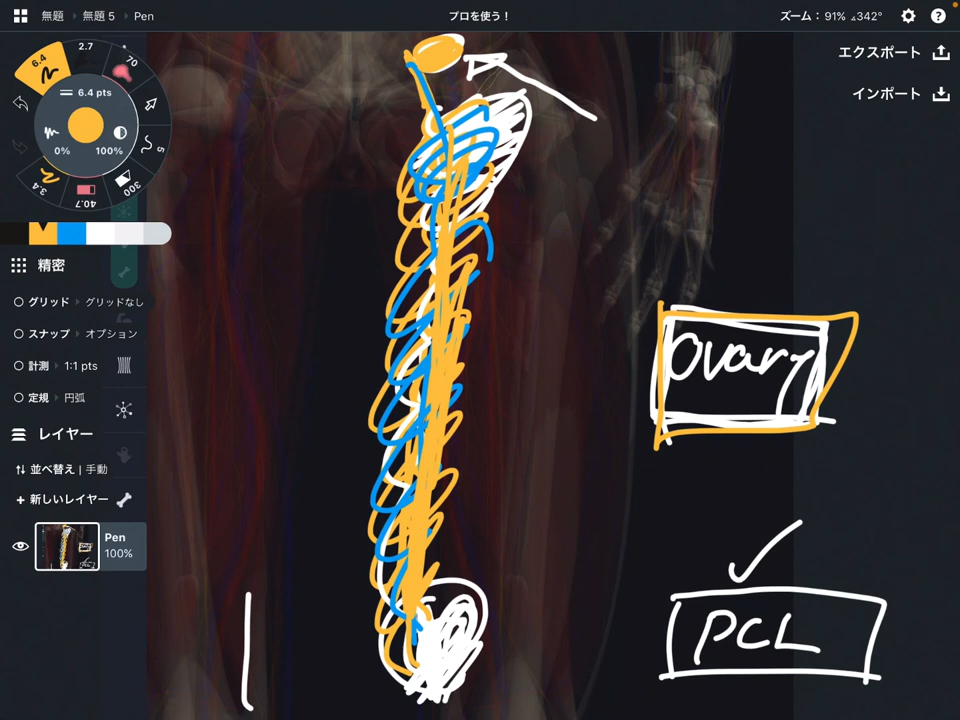 無題 無題 5 Pen
プロを使う！
ズーム： 91% ⊿342°
エクスポート
インポート
2.7
6.4
70
6.4 pts
5
0% 100%
3.4
40.7
300
精密
グリッド グリッドなし
スナップ オプション
計測 1:1 pts
定規 円弧
レイヤー
並べ替え | 手動
+ 新しいレイヤー
Pen
100%
ovary
PCL